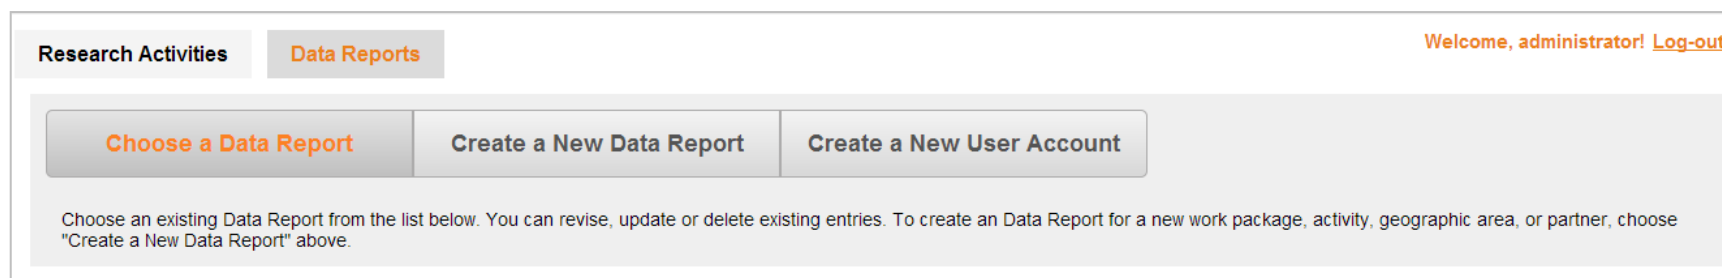 Research Activities
Data Reports
Welcome, administrator! Log-out
Choose a Data Report
Create a New Data Report
Create a New User Account
Choose an existing Data Report from the list below. You can revise, update or delete existing entries. To create an Data Report for a new work package, activity, geographic area, or partner, choose
"Create a New Data Report" above.